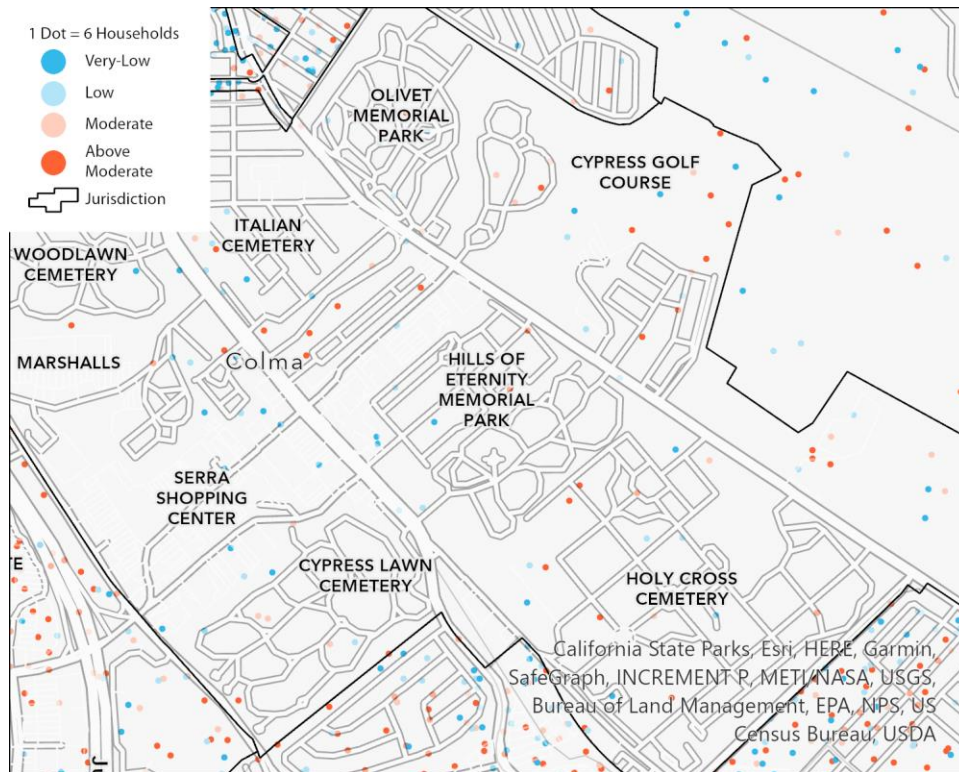 1 Dot = 6 Households
Very-Low
Low
Moderate
Above
Moderate
Jurisdiction
OLIVET
MEMORIAL
PARK
CYPRESS GOLF
COURSE
ITALIAN
CEMETERY
WOODLAWN
CEMETERY
MARSHALLS
Colma
HILLS OF
ETERNITY
MEMORIAL
PARK
SERRA
SHOPPING
CENTER
CYPRESS LAWN
CEMETERY
HOLY CROSS
CEMETERY
TE
Ju
California State Parks, Esri, HERE, Garmin,
SafeGraph, INCREMENT P, METI/NASA, USGS,
Bureau of Land Management, EPA, NPS, US
Census Bureau, USDA